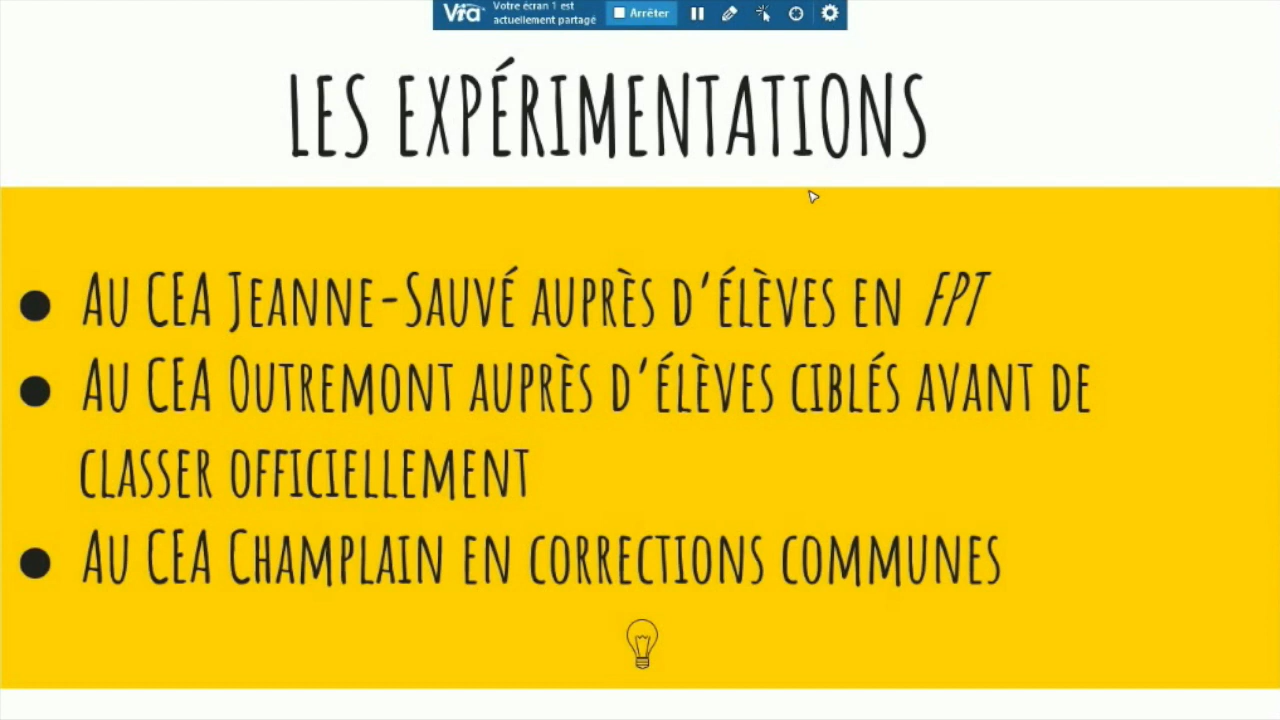 Via
Votre écran 1 est
actuellement partagé
Arrêter
LES EXPÉRIMENTATIONS
● AU CEA JEANNE-SAUVÉ AUPRÈS D'ÉLÈVES EN FPT
● AU CEA OUTREMONT AUPRÈS D'ÉLÈVES CIBLÉS AVANT DE
CLASSER OFFICIELLEMENT
● AU CEA CHAMPLAIN EN CORRECTIONS COMMUNES